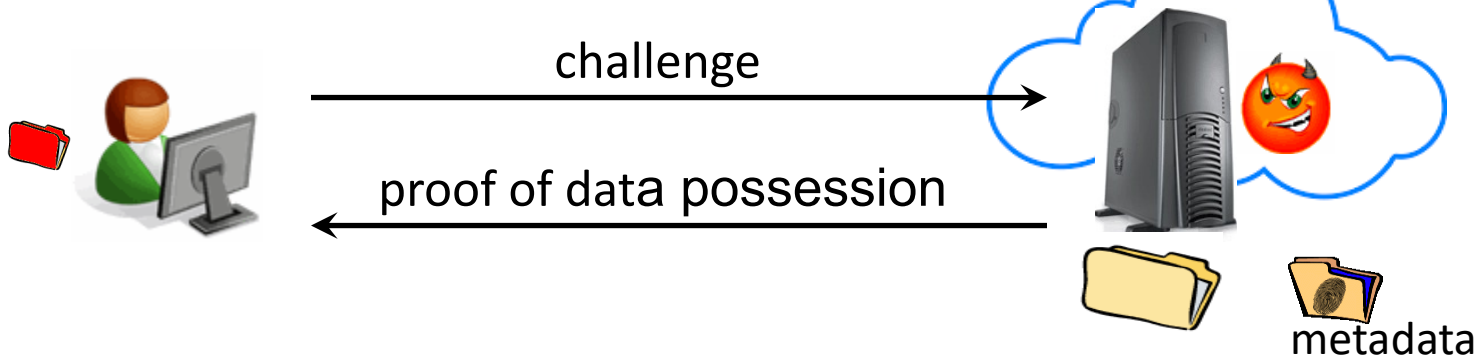 challenge
proof of data possession
metadata